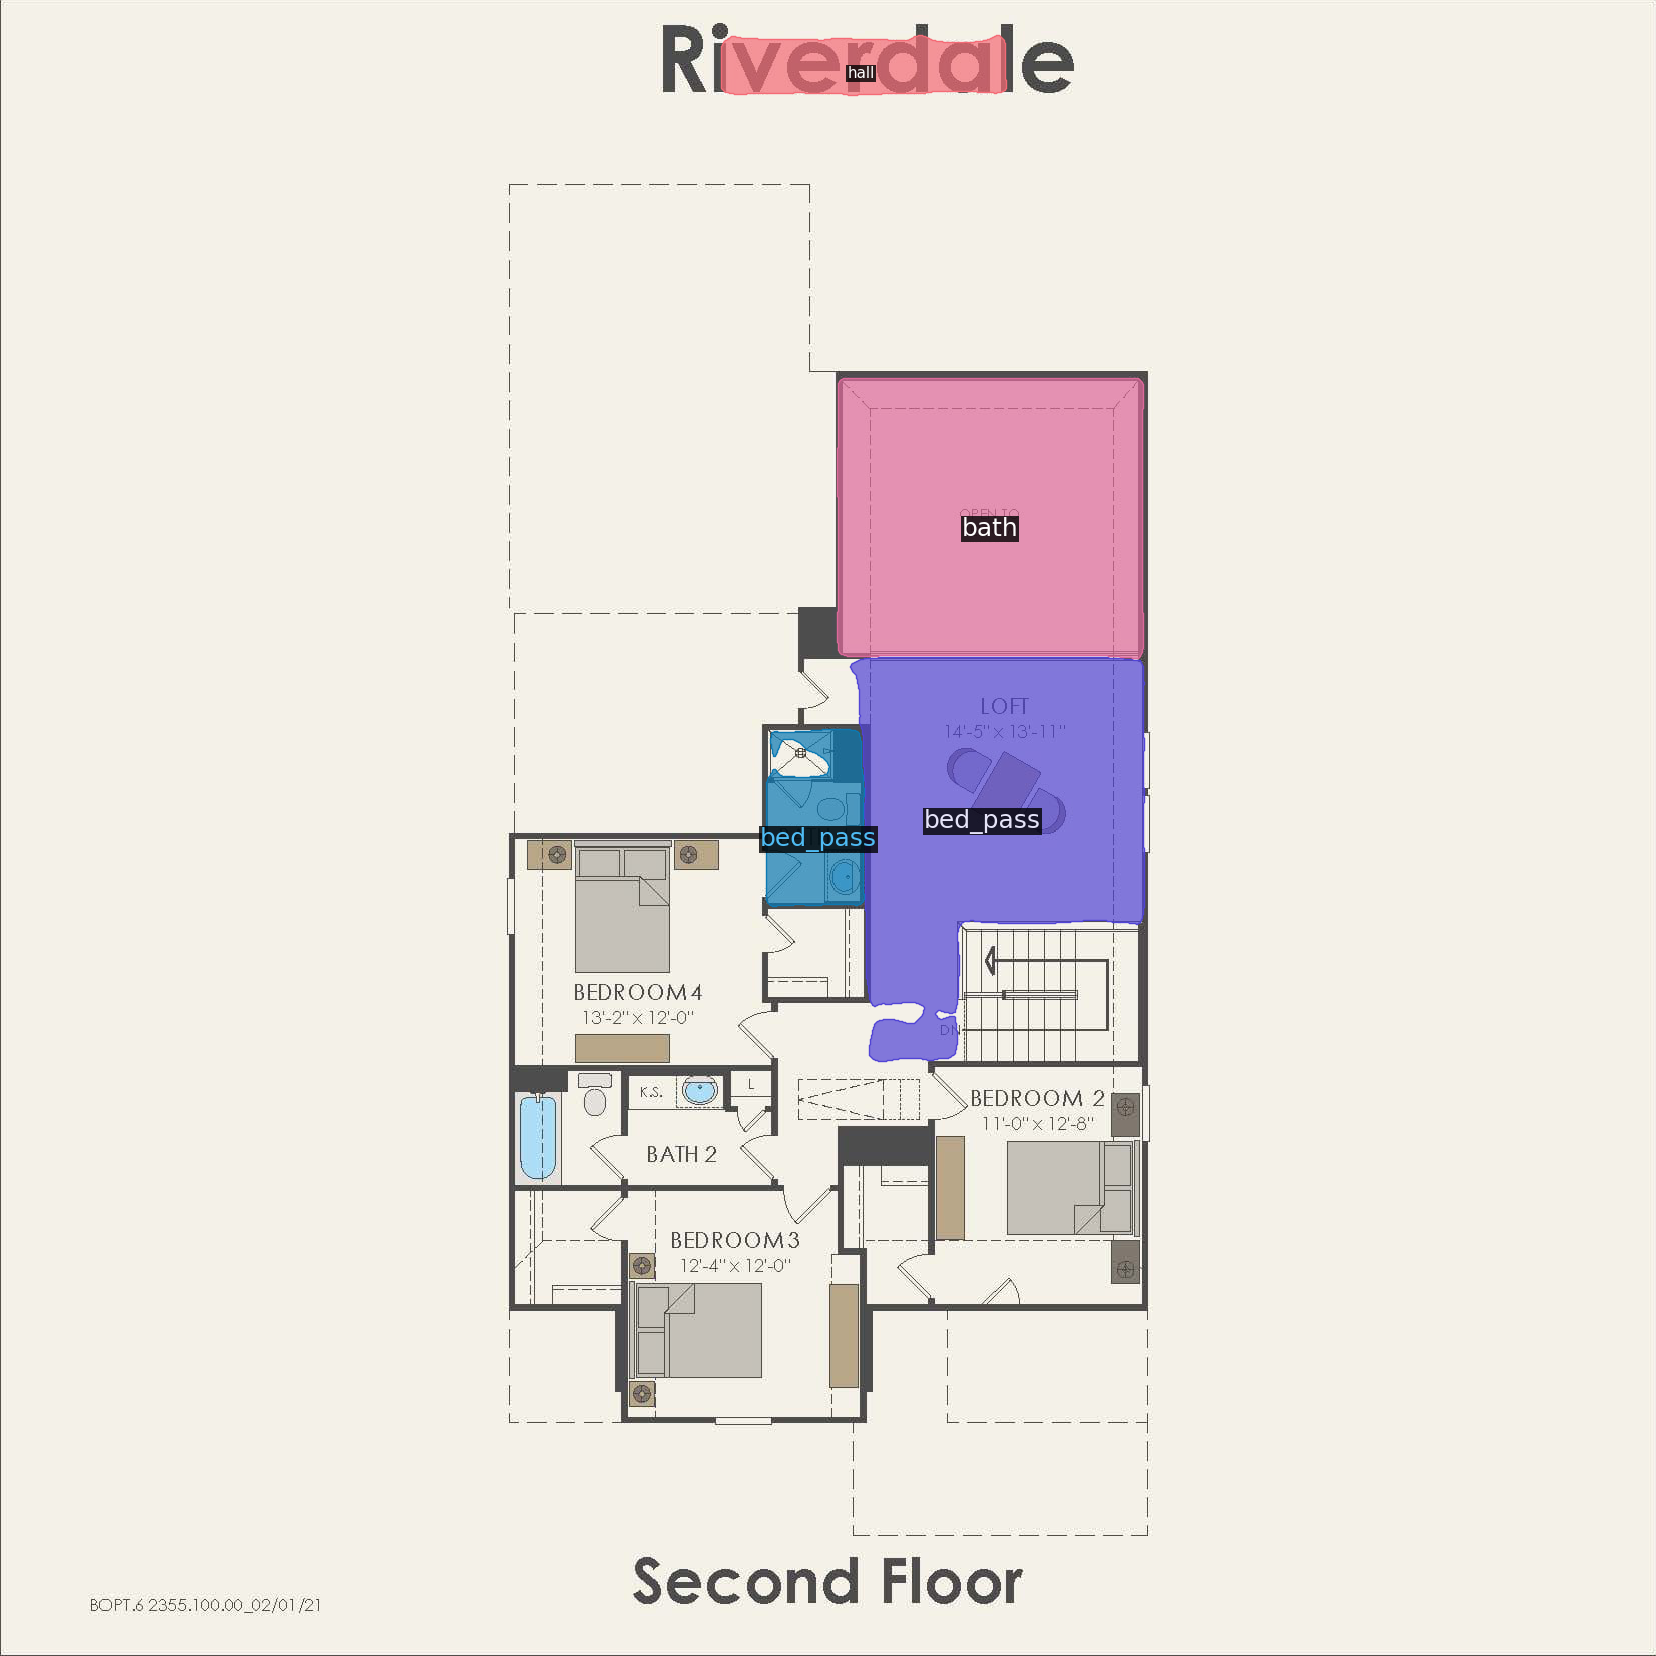 Riverdale
hall
OPEN TO
bath
LOFT
14'-5" x 13'-11"
bed_pass
bed_pass
BEDROOM 4
13'-2" x 12'-0"
DN
K.S.
L
BEDROOM 2
11'-0" x 12'-8"
BATH 2
BEDROOM 3
12'-4" x 12'-0"
Second Floor
BOPT.6 2355.100.00_02/01/21